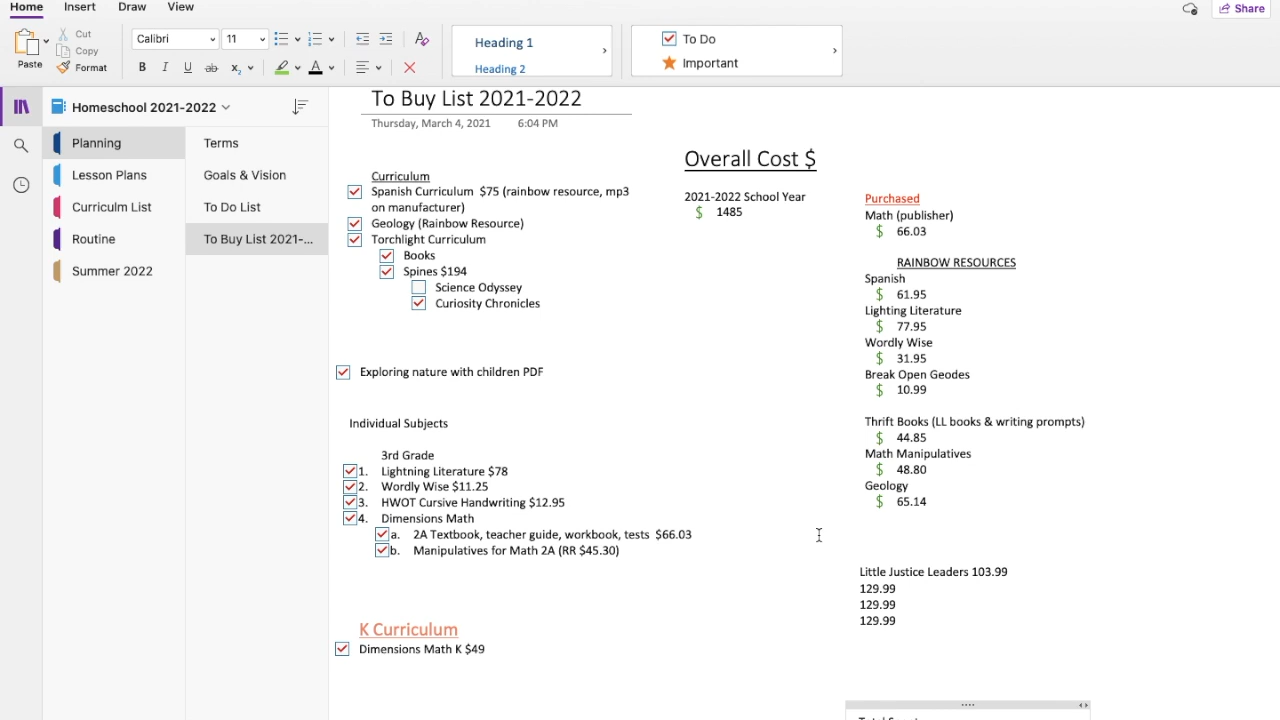 Home Insert Draw View
Share
Paste
Cut
Copy
Format
Calibri 11
B I U ab x₂ A
Heading 1
Heading 2
To Do
Important
Homeschool 2021-2022
Planning
Lesson Plans
Curriculm List
Routine
Summer 2022
Terms
Goals & Vision
To Do List
To Buy List 2021-...
To Buy List 2021-2022
Thursday, March 4, 2021 6:04 PM
Curriculum
Spanish Curriculum $75 (rainbow resource, mp3
on manufacturer)
Geology (Rainbow Resource)
Torchlight Curriculum
Books
Spines $194
Science Odyssey
Curiosity Chronicles
Exploring nature with children PDF
Individual Subjects
3rd Grade
1. Lightning Literature $78
2. Wordly Wise $11.25
3. HWOT Cursive Handwriting $12.95
4. Dimensions Math
a. 2A Textbook, teacher guide, workbook, tests $66.03
b. Manipulatives for Math 2A (RR $45.30)
K Curriculum
Dimensions Math K $49
Overall Cost $
2021-2022 School Year
$ 1485
Purchased
Math (publisher)
$ 66.03
RAINBOW RESOURCES
Spanish
$ 61.95
Lighting Literature
$ 77.95
Wordly Wise
$ 31.95
Break Open Geodes
$ 10.99
Thrift Books (LL books & writing prompts)
$ 44.85
Math Manipulatives
$ 48.80
Geology
$ 65.14
Little Justice Leaders 103.99
129.99
129.99
129.99